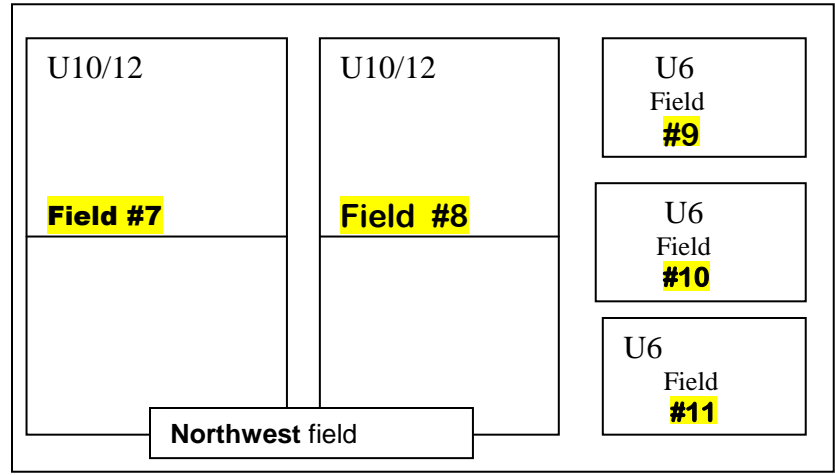 U10/12
Field #7
U10/12
Field #8
U6
Field
#9
U6
Field
#10
U6
Field
#11
Northwest field